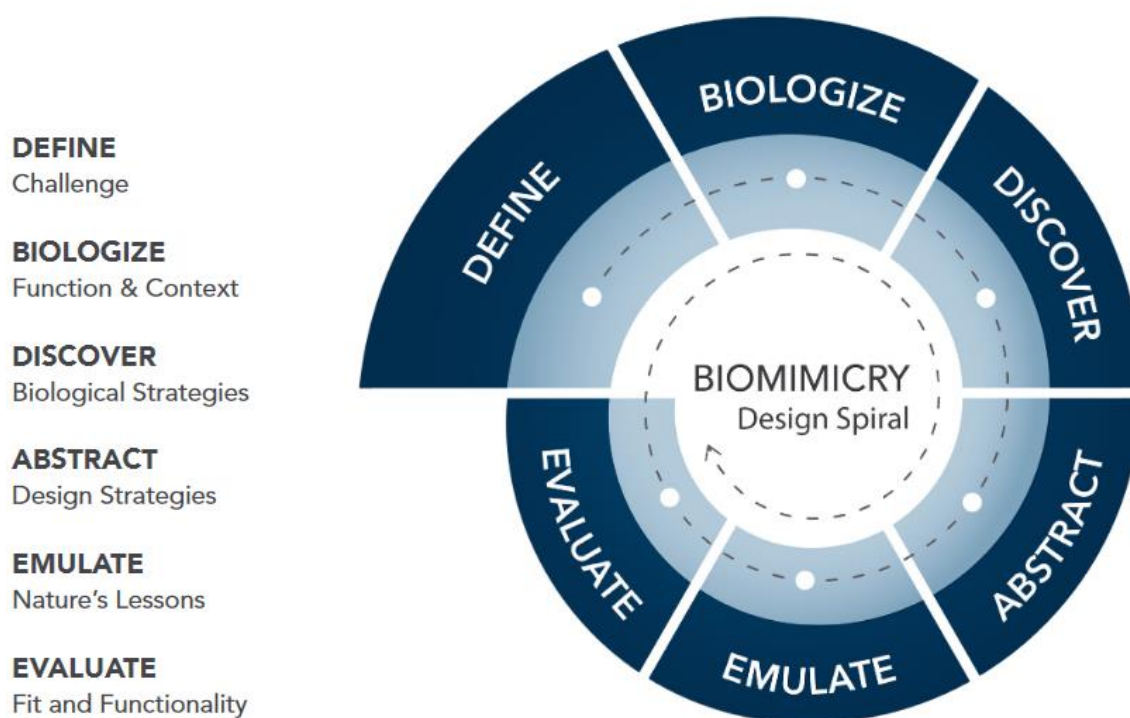 DEFINE
Challenge
BIOLOGIZE
Function & Context
DISCOVER
Biological Strategies
ABSTRACT
Design Strategies
EMULATE
Nature's Lessons
EVALUATE
Fit and Functionality
DEFINE
BIOLOGIZE
DISCOVER
ABSTRACT
EMULATE
EVALUATE
BIOMIMICRY
Design Spiral